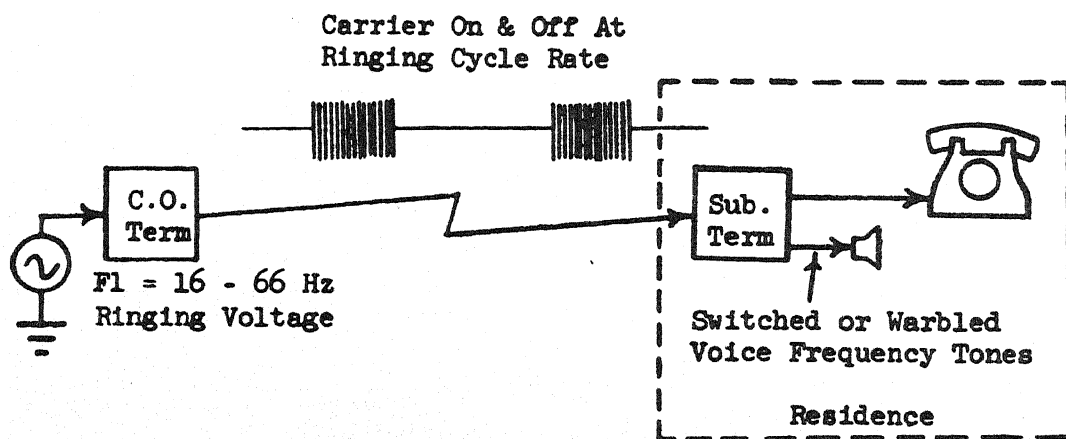 Carrier On & Off At
Ringing Cycle Rate
C.O.
Term
Sub.
Term
F1 = 16 - 66 Hz
Ringing Voltage
Switched or Warbled
Voice Frequency Tones
Residence